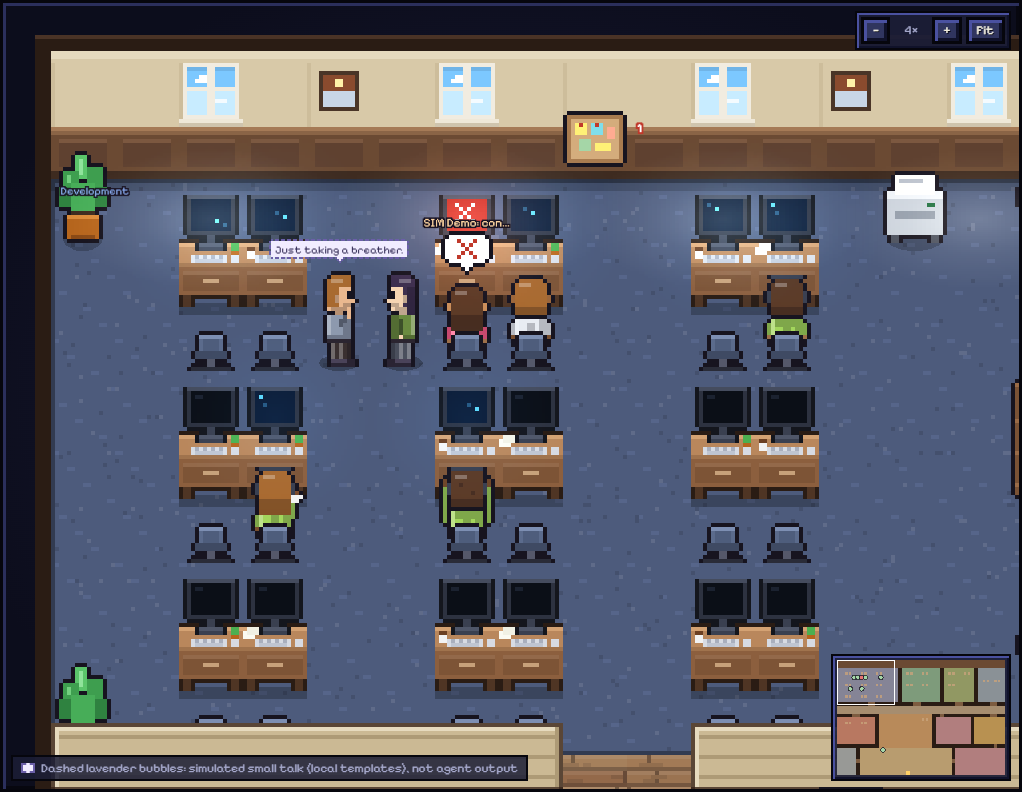 - 4× + Fit
1
Development
SIM Demo: con...
Just taking a breather.
Dashed lavender bubbles: simulated small talk (local templates), not agent output